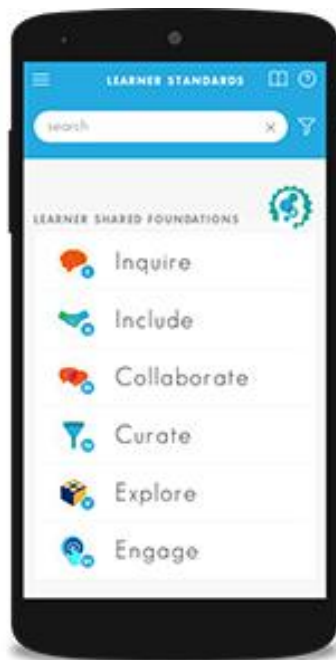 LEARNER STANDARDS
search
LEARNER SHARED FOUNDATIONS
Inquire
Include
Collaborate
Curate
Explore
Engage